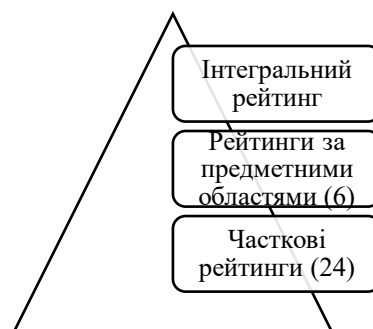 Інтегральний
рейтинг
Рейтинги за
предметними
областями (6)
Часткові
рейтинги (24)